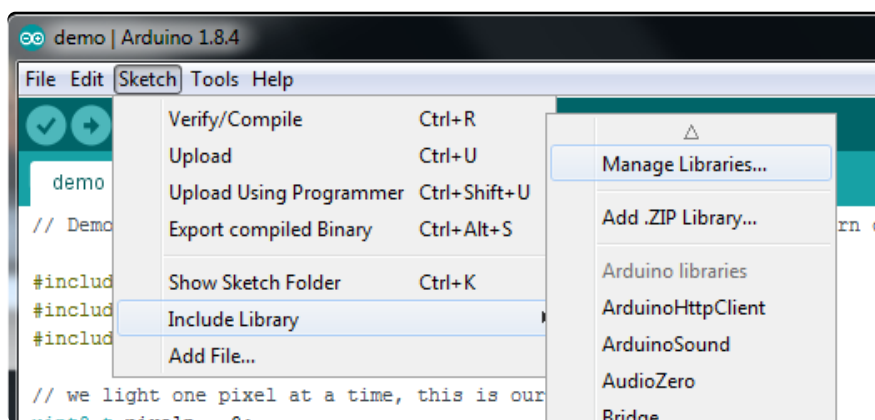 demo | Arduino 1.8.4
File Edit Sketch Tools Help
Verify/Compile Ctrl+R
Upload Ctrl+U
Upload Using Programmer Ctrl+Shift+U
Export compiled Binary Ctrl+Alt+S
Show Sketch Folder Ctrl+K
Include Library
Add File...
Manage Libraries...
Add .ZIP Library...
Arduino libraries
ArduinoHttpClient
ArduinoSound
AudioZero
Bridge
demo
// Demo
#includ
#includ
#includ
// we light one pixel at a time, this is our